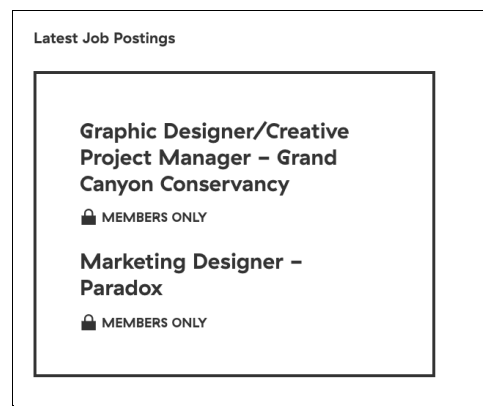 Latest Job Postings
Graphic Designer/Creative
Project Manager – Grand
Canyon Conservancy
MEMBERS ONLY
Marketing Designer –
Paradox
MEMBERS ONLY